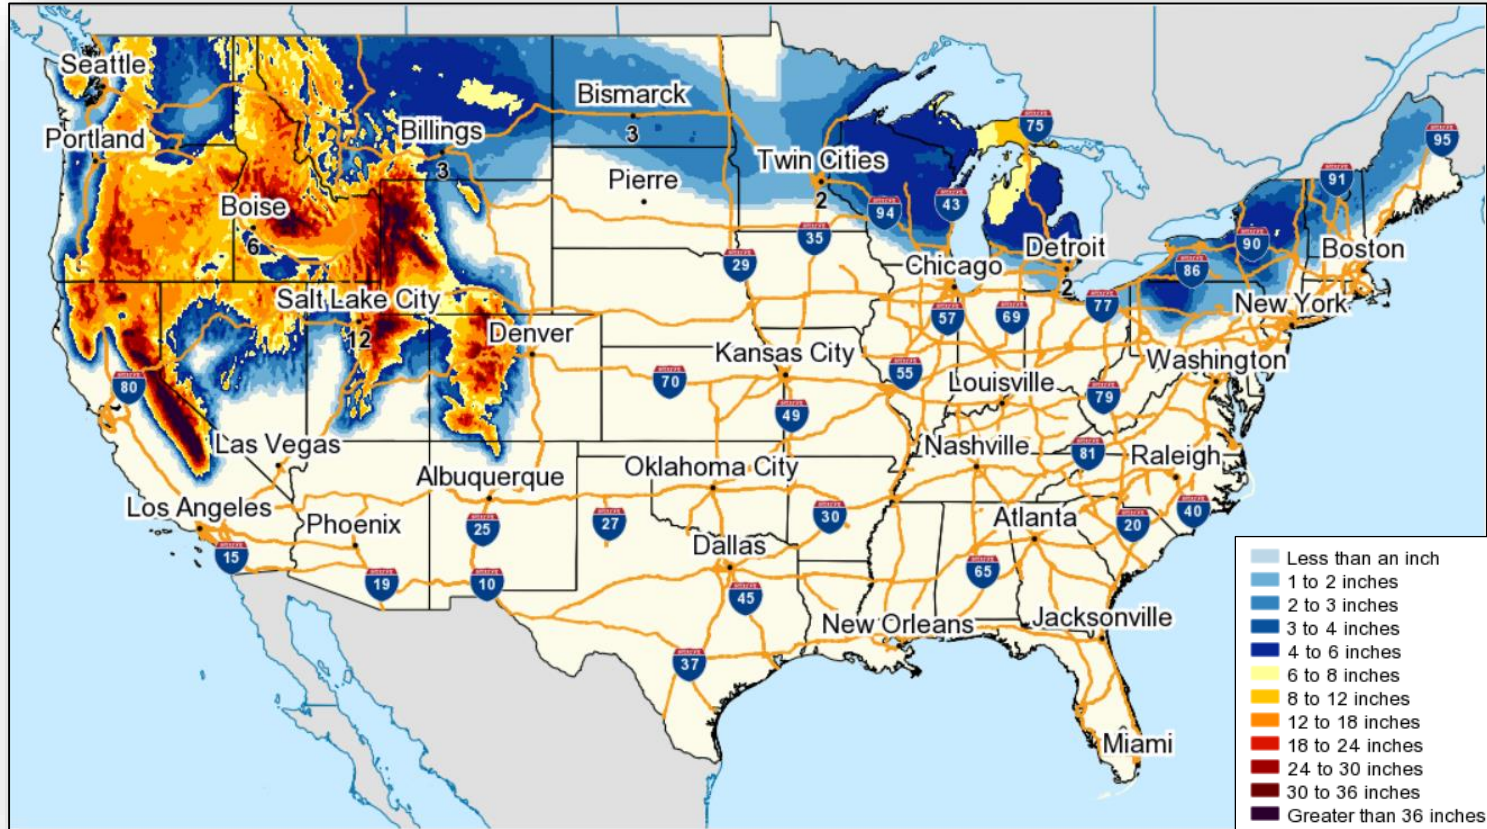 Seattle
75
Bismarck
Billings
3
95
Portland
Twin Cities
3
Pierre
91
2
Boise
94
43
6
35
90
Detroit
Boston
29
Chicago
86
2
Salt Lake City
77
New York
57
69
12
Denver
Kansas City
Washington
80
70
55
Louisville
79
49
Las Vegas
Nashville
81
Raleigh
Albuquerque
Oklahoma City
Los Angeles
Phoenix
25
27
30
Atlanta
20
40
Dallas
15
19
10
65
45
New Orleans
Jacksonville
37
Miami
Less than an inch
1 to 2 inches
2 to 3 inches
3 to 4 inches
4 to 6 inches
6 to 8 inches
8 to 12 inches
12 to 18 inches
18 to 24 inches
24 to 30 inches
30 to 36 inches
Greater than 36 inches